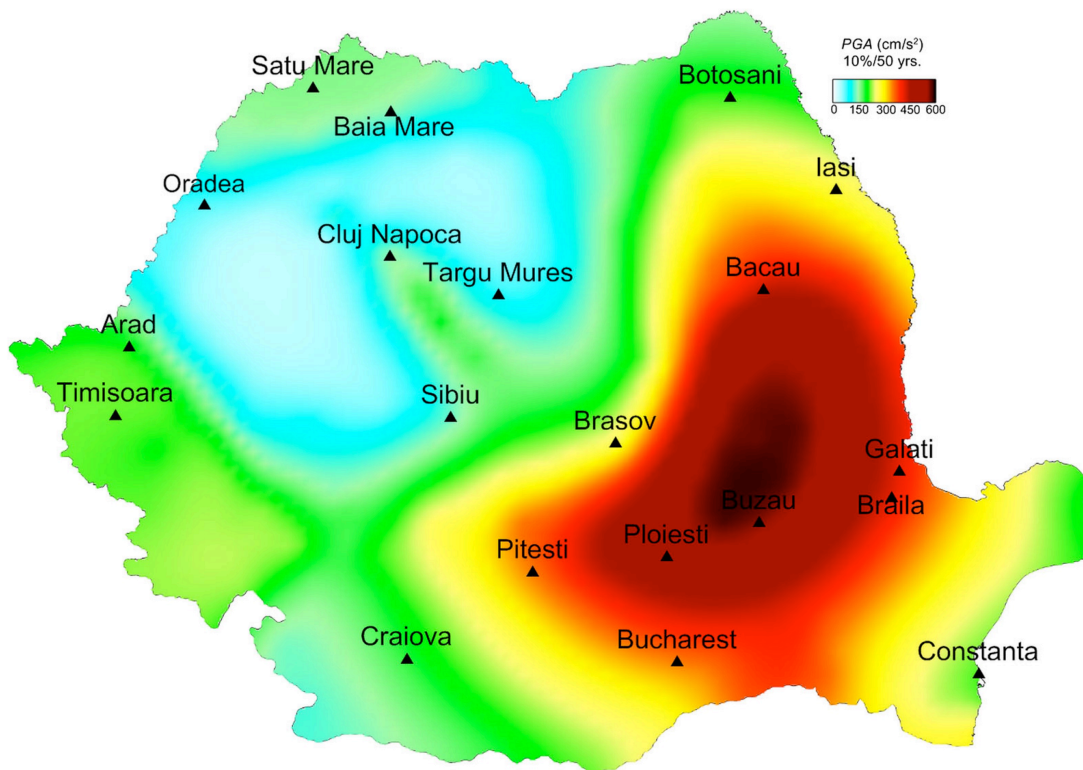 PGA (cm/s²)
10%/50 yrs.
0 150 300 450 600
Satu Mare
Botosani
Baia Mare
Iasi
Oradea
Cluj Napoca
Targu Mures
Bacau
Arad
Timisoara
Sibiu
Brasov
Galati
Braila
Buzau
Ploiesti
Pitesti
Craiova
Bucharest
Constanta